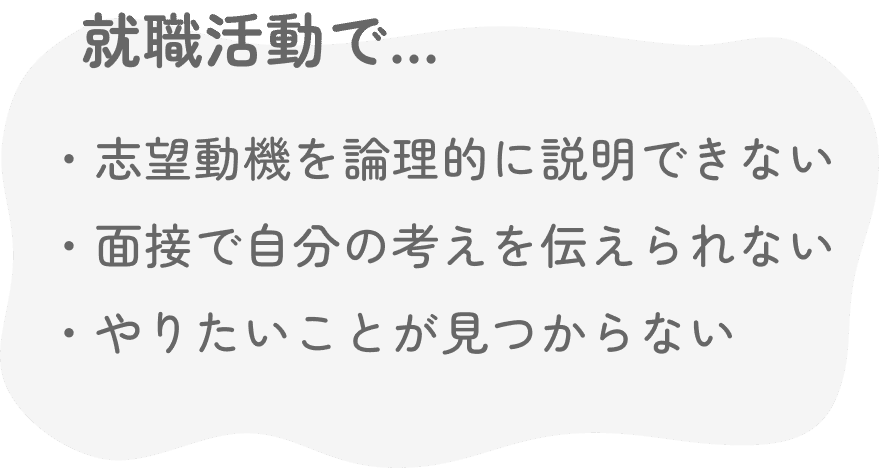 就職活動で…
・志望動機を論理的に説明できない
・面接で自分の考えを伝えられない
・やりたいことが見つからない